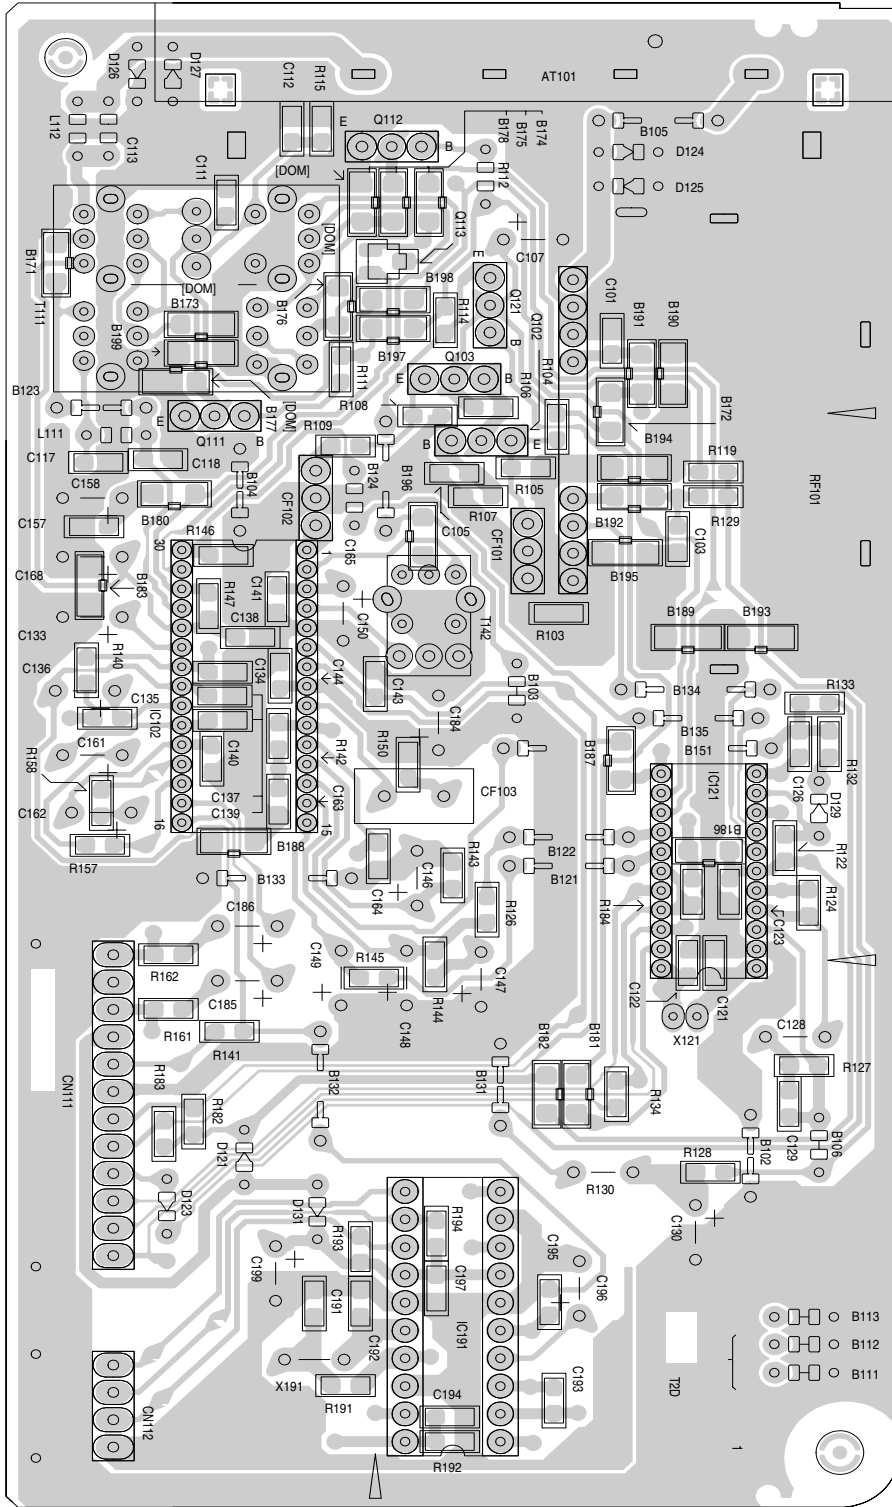 D126
D127
C112
R115
AT101
L112
C113
E
Q112
B
B178
B175
B174
B105
D124
D125
C111
[DOM]
R112
[DOM]
Q113
C107
B171
[DOM]
T111
B173
B199
B176
B198
R114
E
Q121
B
Q102
C101
B191
B190
B197
Q103
E
B
R111
R108
R106
R104
B172
B123
B177
[DOM]
E
Q111
B
L111
R109
B
E
B194
R119
C117
C118
B104
CF102
B124
B196
R105
R107
RF101
C158
B180
C157
R146
30
1
C165
C105
CF101
B192
R129
C103
B195
C168
B183
R147
C141
C138
C150
T142
R103
C133
R140
C136
C134
C144
C143
B189
B193
B103
B134
R133
C135
IC102
C184
B135
B151
C161
R158
C140
R142
R150
B187
IC121
C126
R132
C162
C137
C139
C163
CF103
D129
16
15
B186
R157
B188
R143
B122
R122
B133
C164
C146
B121
R124
R126
R184
C123
C186
R162
C149
R145
R144
C147
C122
C121
C185
C148
X121
C128
R161
R141
CN111
R183
R182
B132
B131
B182
B181
R134
R127
D121
D123
R128
B102
C129
B106
R130
D131
R193
R194
C195
C130
C199
C191
C197
C196
C192
IC191
B113
B112
B111
X191
R191
C194
C193
T2D
CN112
R192
1